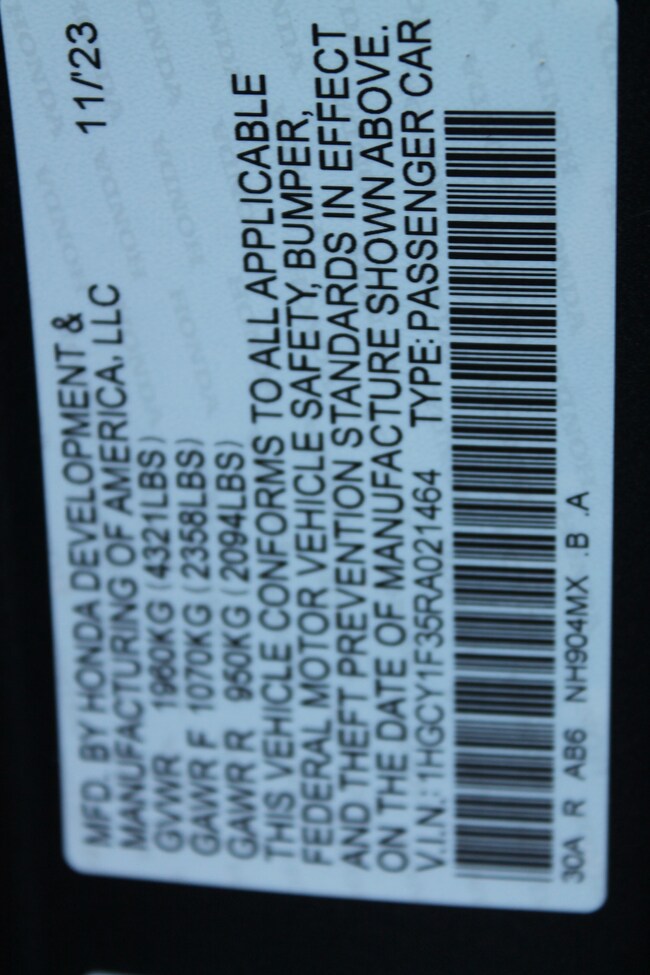 MFD. BY HONDA DEVELOPMENT & 11/'23
MANUFACTURING OF AMERICA, LLC
GVWR 1960KG (4321LBS)
GAWR F 1070KG (2358LBS)
GAWR R 950KG (2094LBS)
THIS VEHICLE CONFORMS TO ALL APPLICABLE
FEDERAL MOTOR VEHICLE SAFETY, BUMPER,
AND THEFT PREVENTION STANDARDS IN EFFECT
ON THE DATE OF MANUFACTURE SHOWN ABOVE.
V.I.N.: 1HGCY1F35RA021464 TYPE: PASSENGER CAR
30A R AB6 NH904MX .B .A